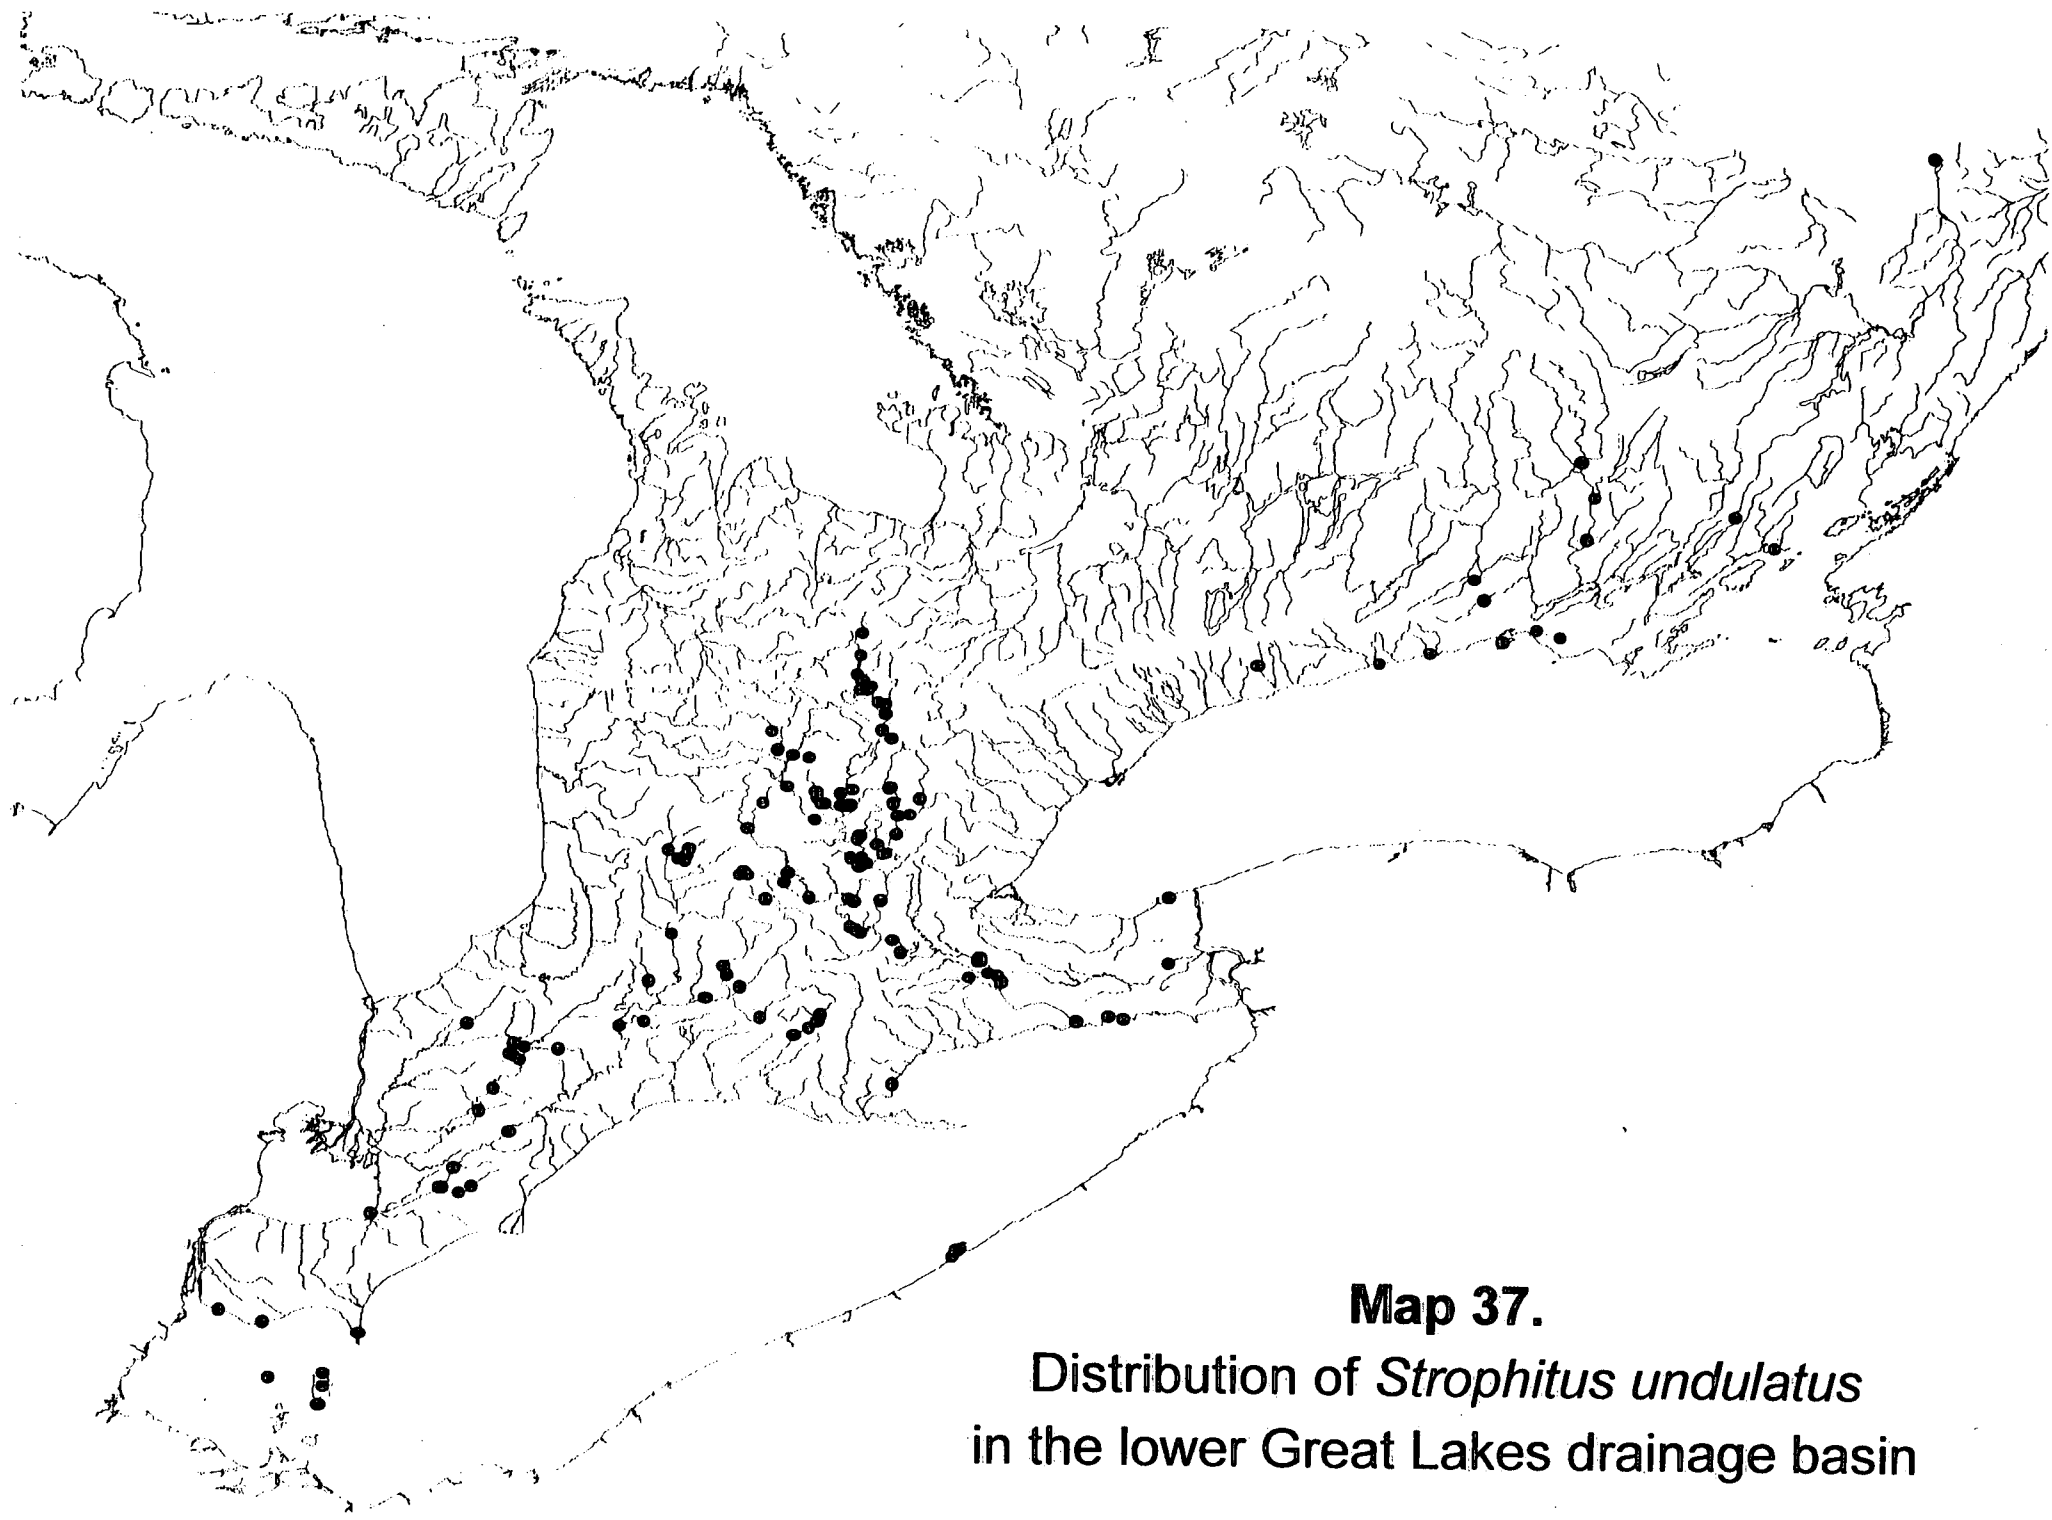 Map 37.
Distribution of Strophitus undulatus
in the lower Great Lakes drainage basin